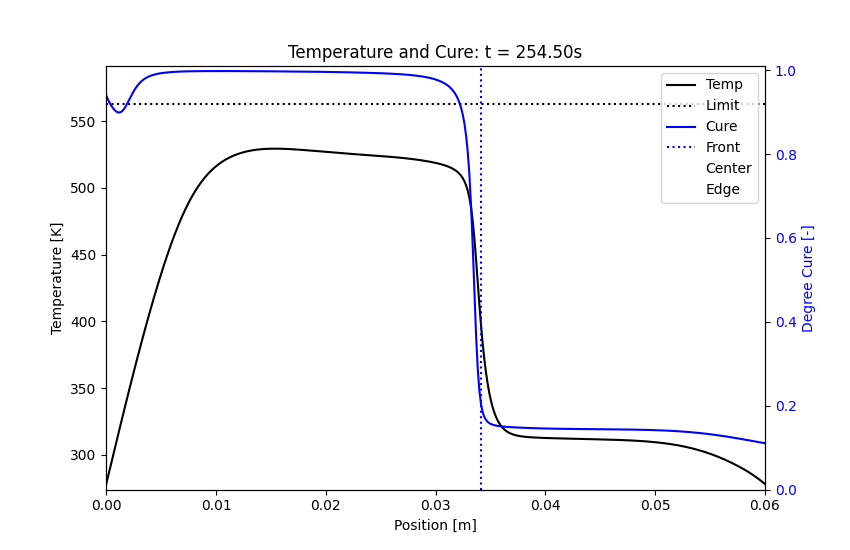 Temperature and Cure: t = 254.50s
Temperature [K]
550
500
450
400
350
300
Temp
Limit
Cure
Front
Center
Edge
1.0
0.8
0.6
0.4
0.2
0.0
Degree Cure [-]
0.00 0.01 0.02 0.03 0.04 0.05 0.06
Position [m]